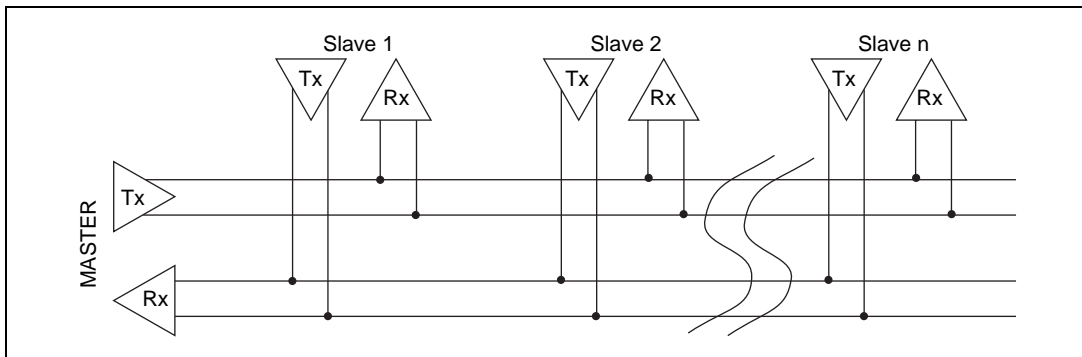 Slave 1
Slave 2
Slave n
Tx
Rx
Tx
Rx
Tx
Rx
MASTER
Tx
Rx